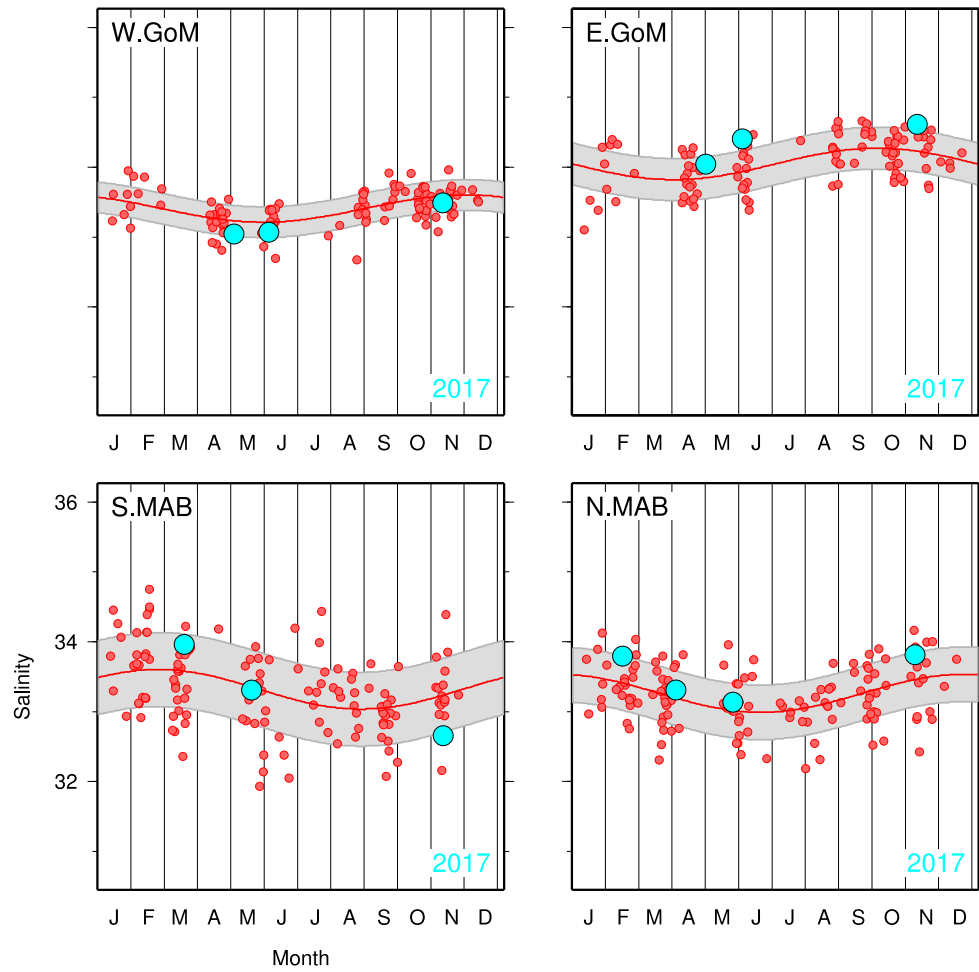 W.GoM
E.GoM
2017
2017
J F M A M J J A S O N D
J F M A M J J A S O N D
36
S.MAB
N.MAB
34
Salinity
32
2017
2017
J F M A M J J A S O N D
J F M A M J J A S O N D
Month